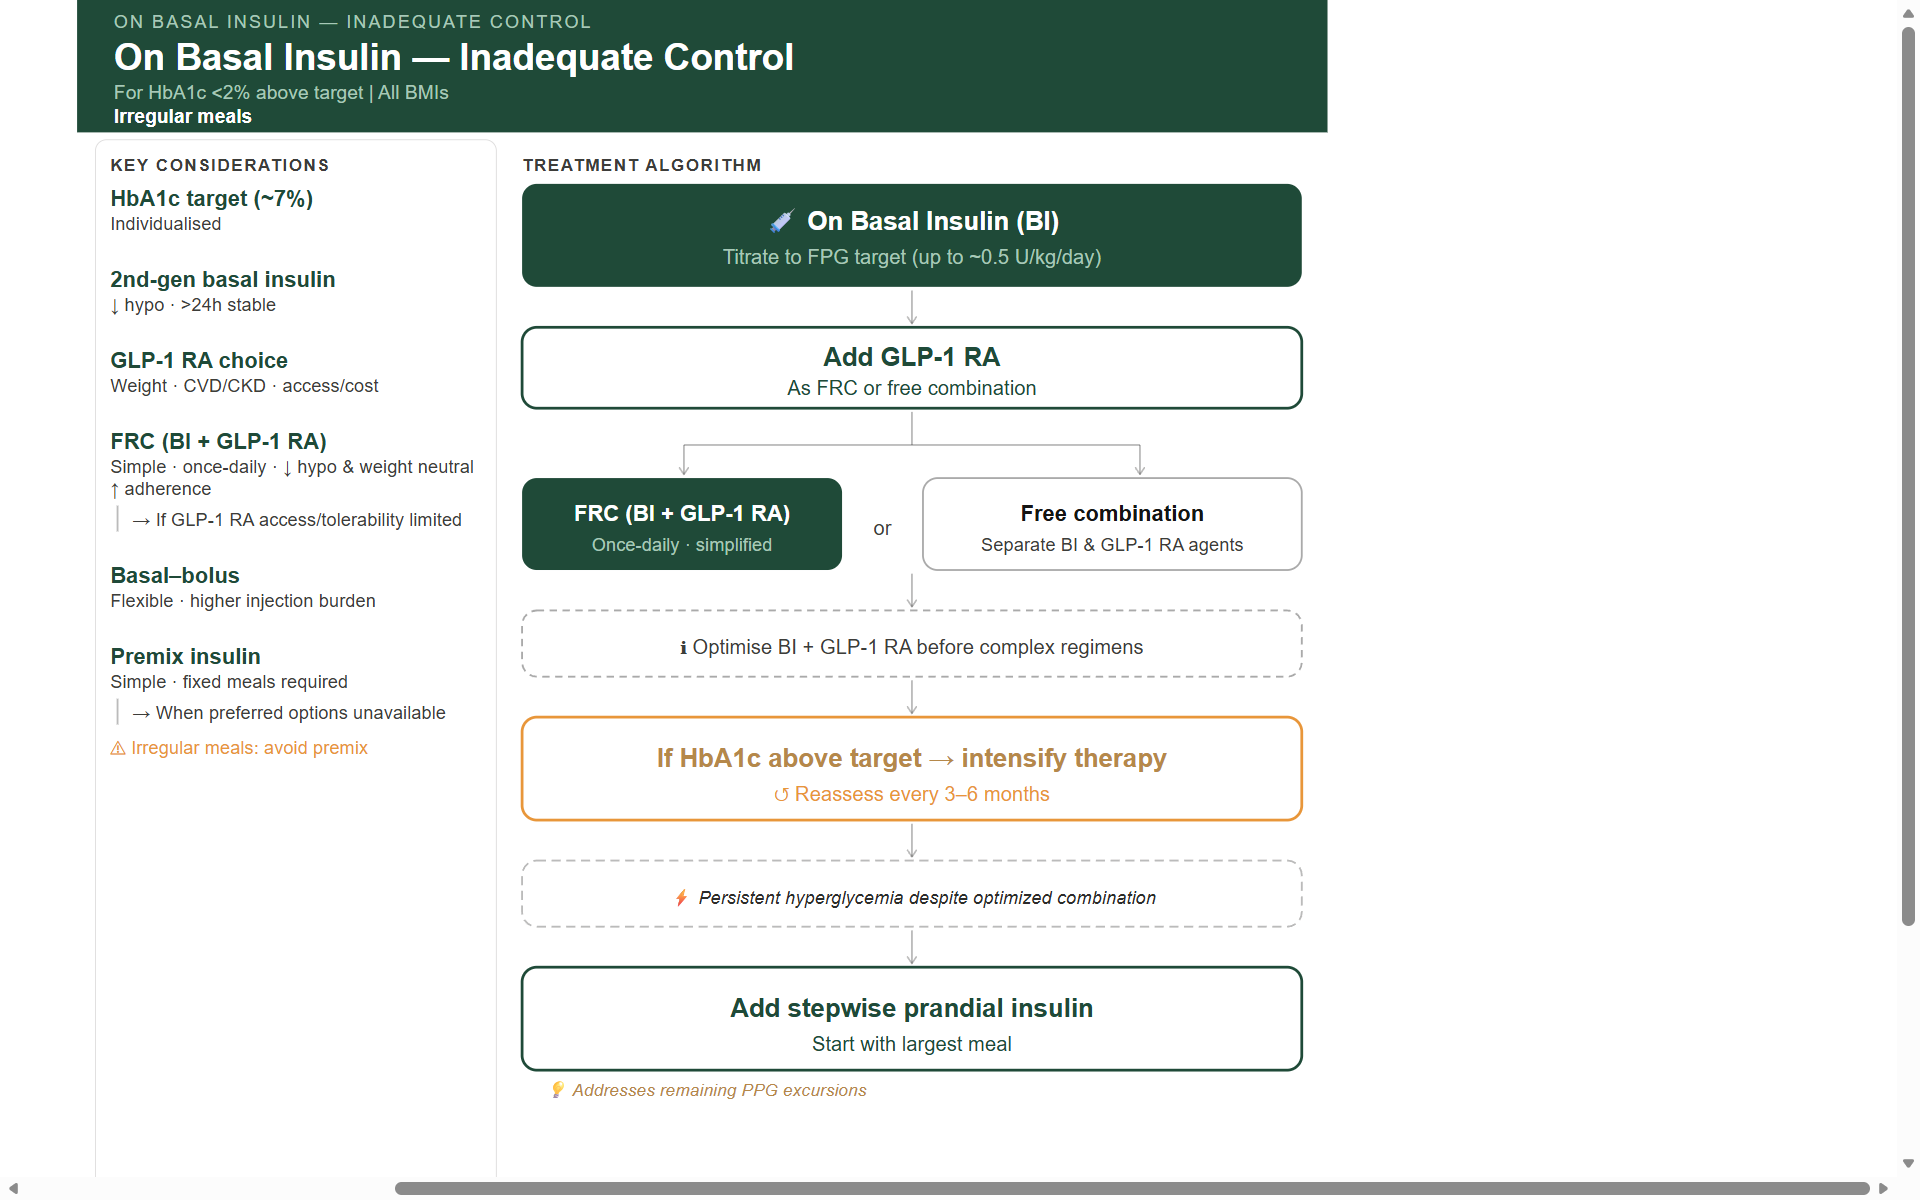 ON BASAL INSULIN — INADEQUATE CONTROL
On Basal Insulin — Inadequate Control
For HbA1c <2% above target | All BMIs
Irregular meals
KEY CONSIDERATIONS
HbA1c target (~7%)
Individualised
2nd-gen basal insulin
↓ hypo · >24h stable
GLP-1 RA choice
Weight · CVD/CKD · access/cost
FRC (BI + GLP-1 RA)
Simple · once-daily · ↓ hypo & weight neutral
↑ adherence
→ If GLP-1 RA access/tolerability limited
Basal–bolus
Flexible · higher injection burden
Premix insulin
Simple · fixed meals required
→ When preferred options unavailable
⚠ Irregular meals: avoid premix
TREATMENT ALGORITHM
💉 On Basal Insulin (BI)
Titrate to FPG target (up to ~0.5 U/kg/day)
Add GLP-1 RA
As FRC or free combination
FRC (BI + GLP-1 RA)
Once-daily · simplified
or
Free combination
Separate BI & GLP-1 RA agents
ℹ Optimise BI + GLP-1 RA before complex regimens
If HbA1c above target → intensify therapy
↺ Reassess every 3–6 months
⚡ Persistent hyperglycemia despite optimized combination
Add stepwise prandial insulin
Start with largest meal
💡 Addresses remaining PPG excursions